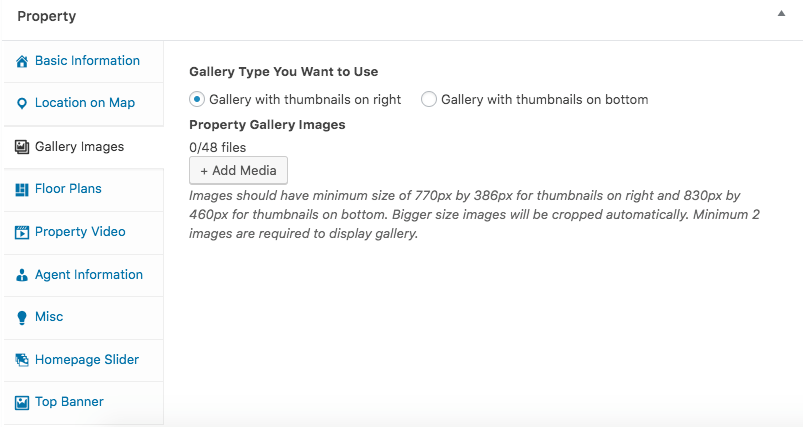 Property
Basic Information
Location on Map
Gallery Images
Floor Plans
Property Video
Agent Information
Misc
Homepage Slider
Top Banner
Gallery Type You Want to Use
Gallery with thumbnails on right Gallery with thumbnails on bottom
Property Gallery Images
0/48 files
+ Add Media
Images should have minimum size of 770px by 386px for thumbnails on right and 830px by
460px for thumbnails on bottom. Bigger size images will be cropped automatically. Minimum 2
images are required to display gallery.